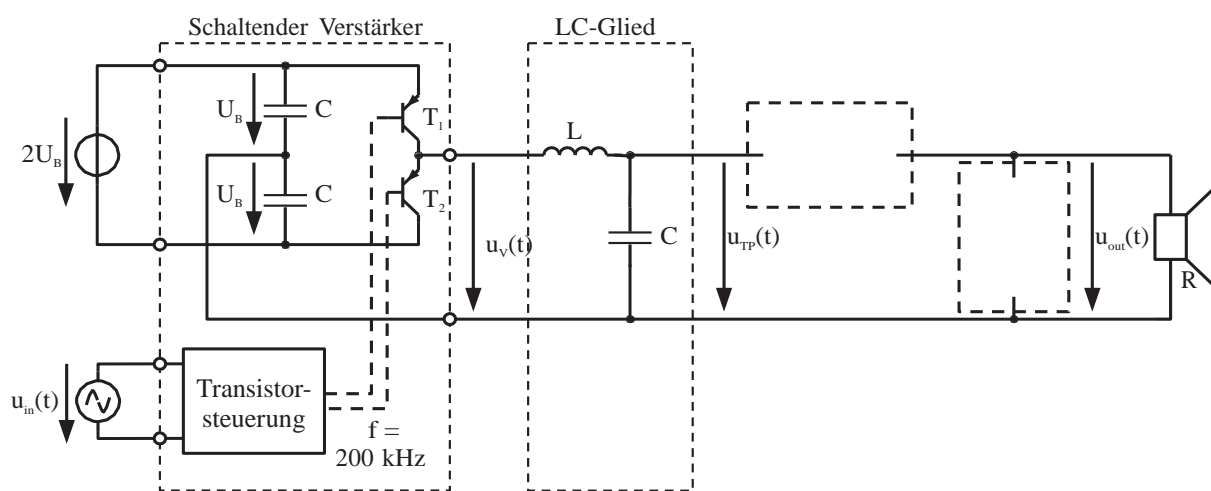 Schaltender Verstärker
LC-Glied
2U_B
U_B
C
T_1
U_B
C
T_2
L
C
u_V(t)
u_TP(t)
u_out(t)
R
u_in(t)
Transistor-
steuerung
f =
200 kHz